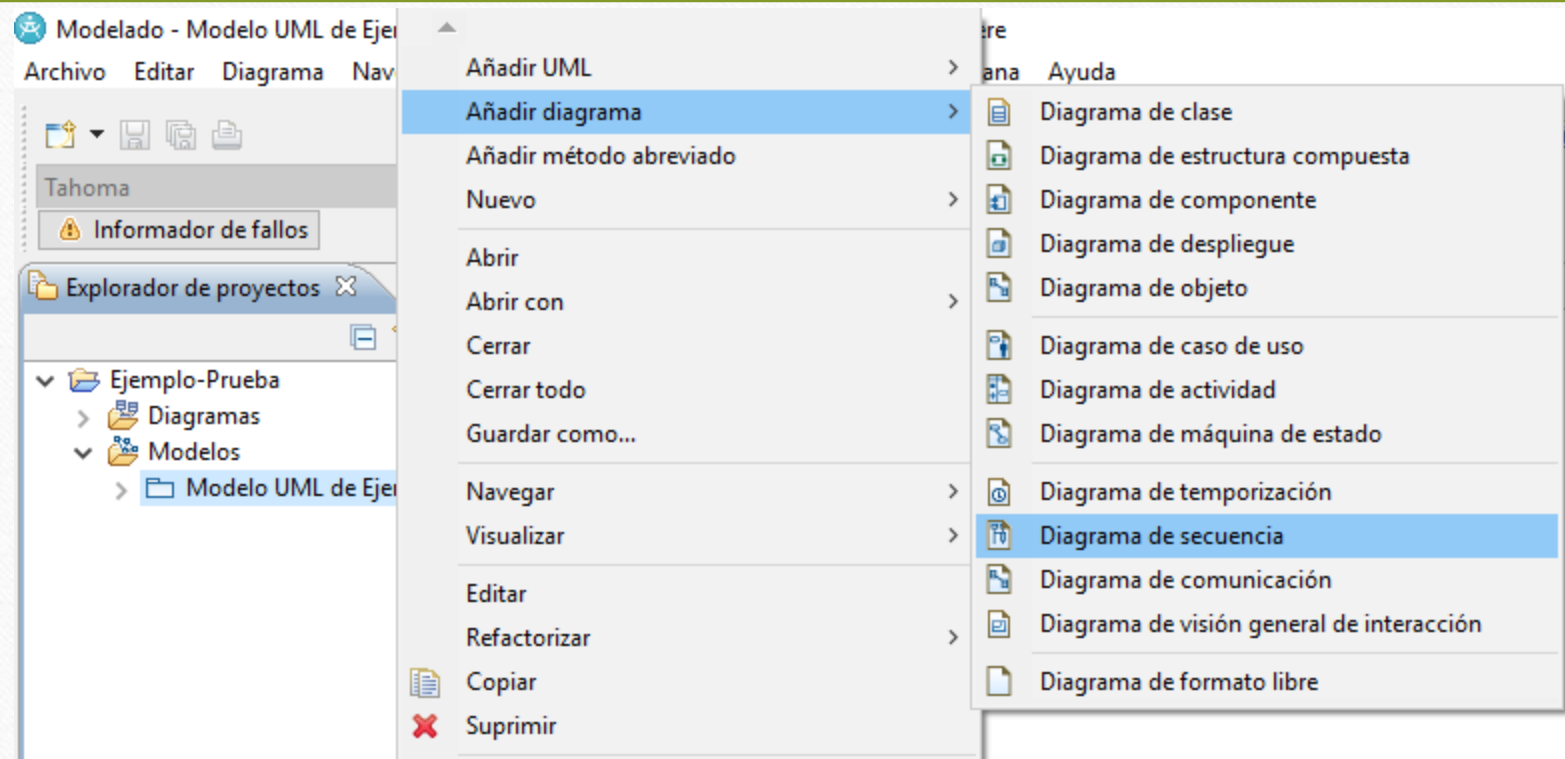 Modelado - Modelo UML de Ejer
Archivo Editar Diagrama Nav
ana Ayuda
Tahoma
Informador de fallos
Explorador de proyectos
Ejemplo-Prueba
Diagramas
Modelos
Modelo UML de Ejer
Añadir UML
Añadir diagrama
Añadir método abreviado
Nuevo
Abrir
Abrir con
Cerrar
Cerrar todo
Guardar como...
Navegar
Visualizar
Editar
Refactorizar
Copiar
Suprimir
Diagrama de clase
Diagrama de estructura compuesta
Diagrama de componente
Diagrama de despliegue
Diagrama de objeto
Diagrama de caso de uso
Diagrama de actividad
Diagrama de máquina de estado
Diagrama de temporización
Diagrama de secuencia
Diagrama de comunicación
Diagrama de visión general de interacción
Diagrama de formato libre